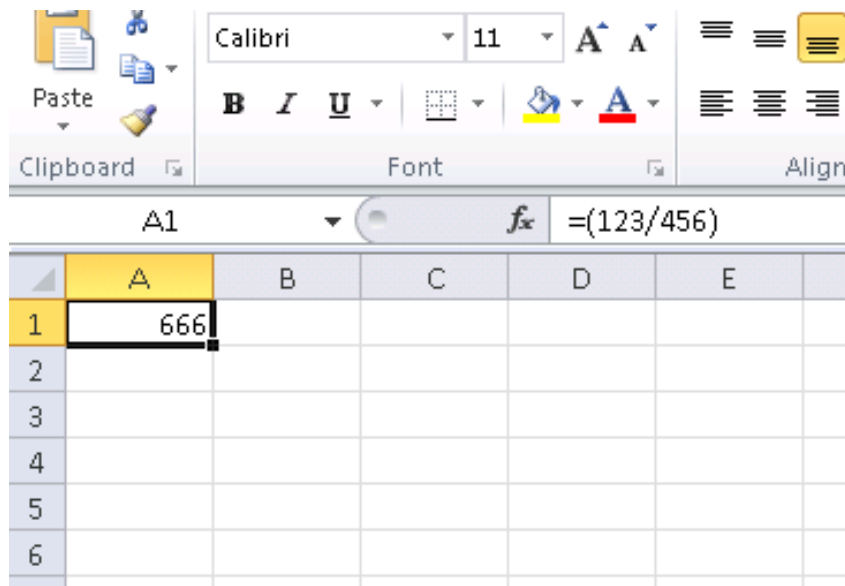 Calibri 11 A A
Paste B I U A
Clipboard Font Align
A1 fx =(123/456)
A B C D E
1 666
2
3
4
5
6